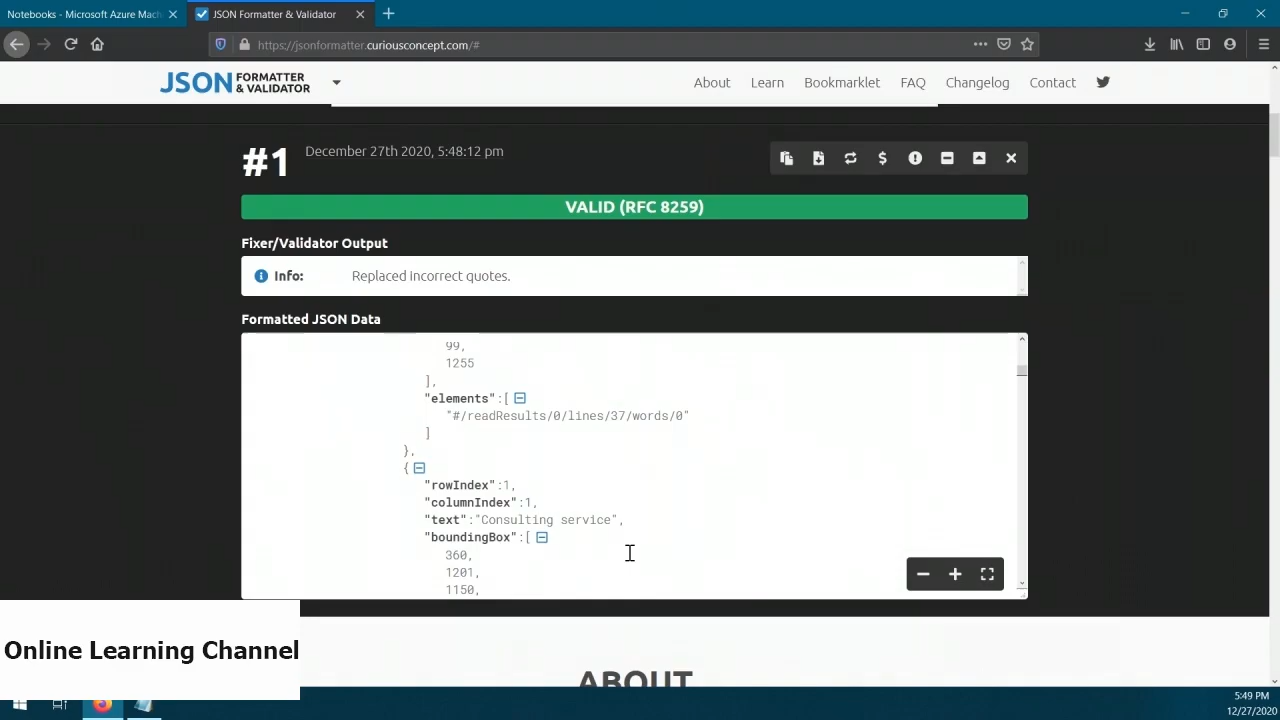 Notebooks - Microsoft Azure Mach
JSON Formatter & Validator
https://jsonformatter.curiousconcept.com/#
JSON FORMATTER & VALIDATOR
About
Learn
Bookmarklet
FAQ
Changelog
Contact
#1
December 27th 2020, 5:48:12 pm
VALID (RFC 8259)
Fixer/Validator Output
Info:
Replaced incorrect quotes.
Formatted JSON Data
99,
1255
],
"elements":[
"#/readResults/0/lines/37/words/0"
]
},
{
"rowIndex":1,
"columnIndex":1,
"text":"Consulting service",
"boundingBox":[
360,
1201,
1150,
Online Learning Channel
ABOUT
5:49 PM
12/27/2020